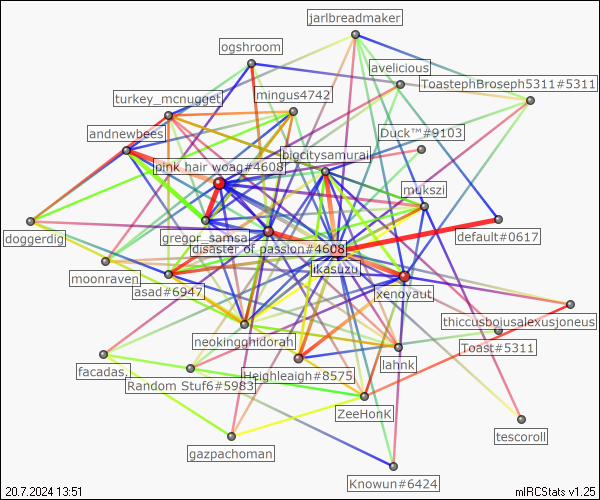 jarlbreadmaker
ogshroom
avelicious
ToastephBroseph5311#5311
turkey_mcnugget
mingus4742
andnewbees
Duck™#9103
bigcitysamurai
pink hair woag#4608
mukszi
doggerdig
gregor_samsa
default#0617
disaster of passion#4608
moonraven
ikasuzu
asad#6947
xenoyaut
thiccusboiusalexusjoneus
neokingghidorah
Toast#5311
facadas,
lahnk
Random Stuf6#5983
Heighleigh#8575
ZeeHonK
tescoroll
gazpachoman
Knowun#6424
20.7.2024 13:51
mIRCStats v1.25